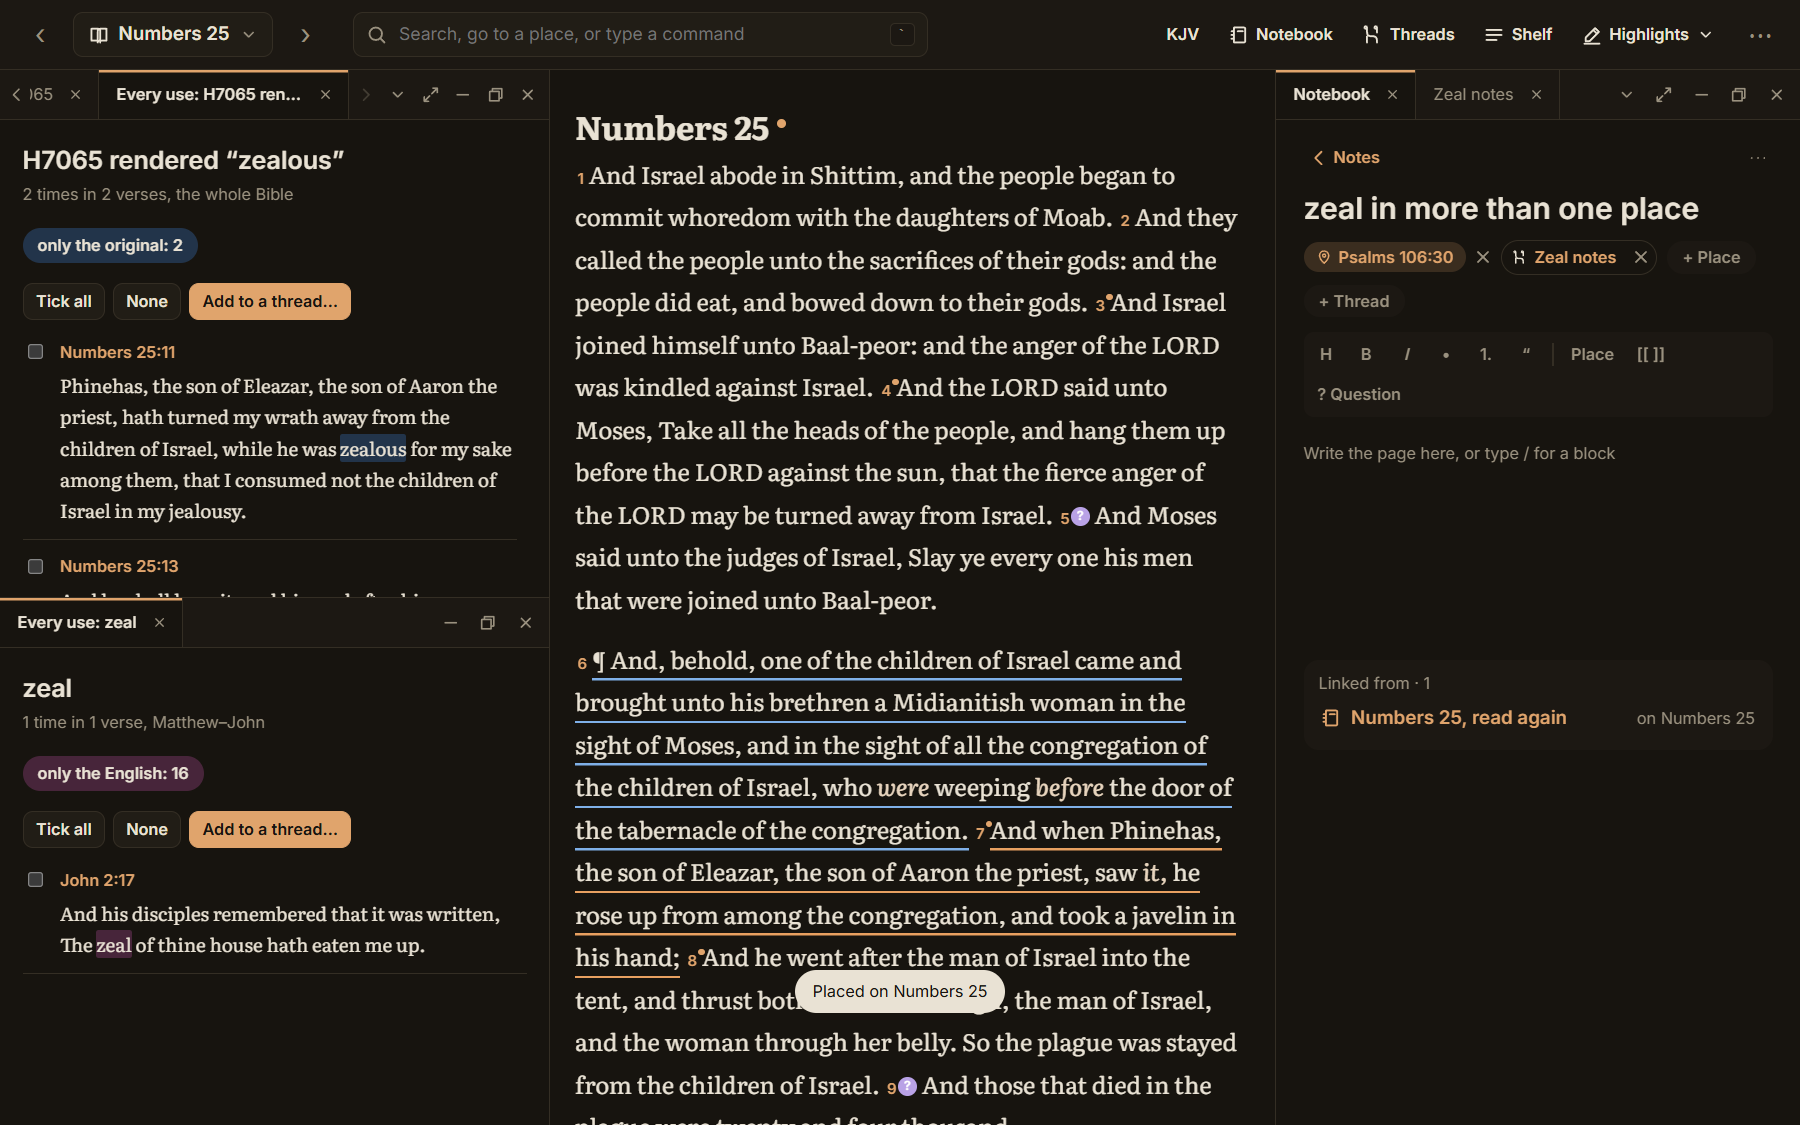 Numbers 25
Search, go to a place, or type a command
`
KJV
Notebook
Threads
Shelf
Highlights
Every use: H7065 ren...
H7065 rendered “zealous”
2 times in 2 verses, the whole Bible
only the original: 2
Tick all
None
Add to a thread...
Numbers 25:11
Phinehas, the son of Eleazar, the son of Aaron the
priest, hath turned my wrath away from the
children of Israel, while he was zealous for my sake
among them, that I consumed not the children of
Israel in my jealousy.
Numbers 25:13
Every use: zeal
zeal
1 time in 1 verse, Matthew–John
only the English: 16
Tick all
None
Add to a thread...
John 2:17
And his disciples remembered that it was written,
The zeal of thine house hath eaten me up.
Numbers 25
1 And Israel abode in Shittim, and the people began to
commit whoredom with the daughters of Moab. 2 And they
called the people unto the sacrifices of their gods: and the
people did eat, and bowed down to their gods. 3 And Israel
joined himself unto Baal-peor: and the anger of the LORD
was kindled against Israel. 4 And the LORD said unto
Moses, Take all the heads of the people, and hang them up
before the LORD against the sun, that the fierce anger of
the LORD may be turned away from Israel. 5 ? And Moses
said unto the judges of Israel, Slay ye every one his men
that were joined unto Baal-peor.
6 ¶ And, behold, one of the children of Israel came and
brought unto his brethren a Midianitish woman in the
sight of Moses, and in the sight of all the congregation of
the children of Israel, who were weeping before the door of
the tabernacle of the congregation. 7 And when Phinehas,
the son of Eleazar, the son of Aaron the priest, saw it, he
rose up from among the congregation, and took a javelin in
his hand; 8 And he went after the man of Israel into the
tent, and thrust , the man of Israel,
Placed on Numbers 25
and the woman through her belly. So the plague was stayed
from the children of Israel. 9 ? And those that died in the
Notebook
Zeal notes
Notes
zeal in more than one place
Psalms 106:30
Zeal notes
+ Place
+ Thread
H B I • 1. “ Place [[ ]]
? Question
Write the page here, or type / for a block
Linked from · 1
Numbers 25, read again
on Numbers 25